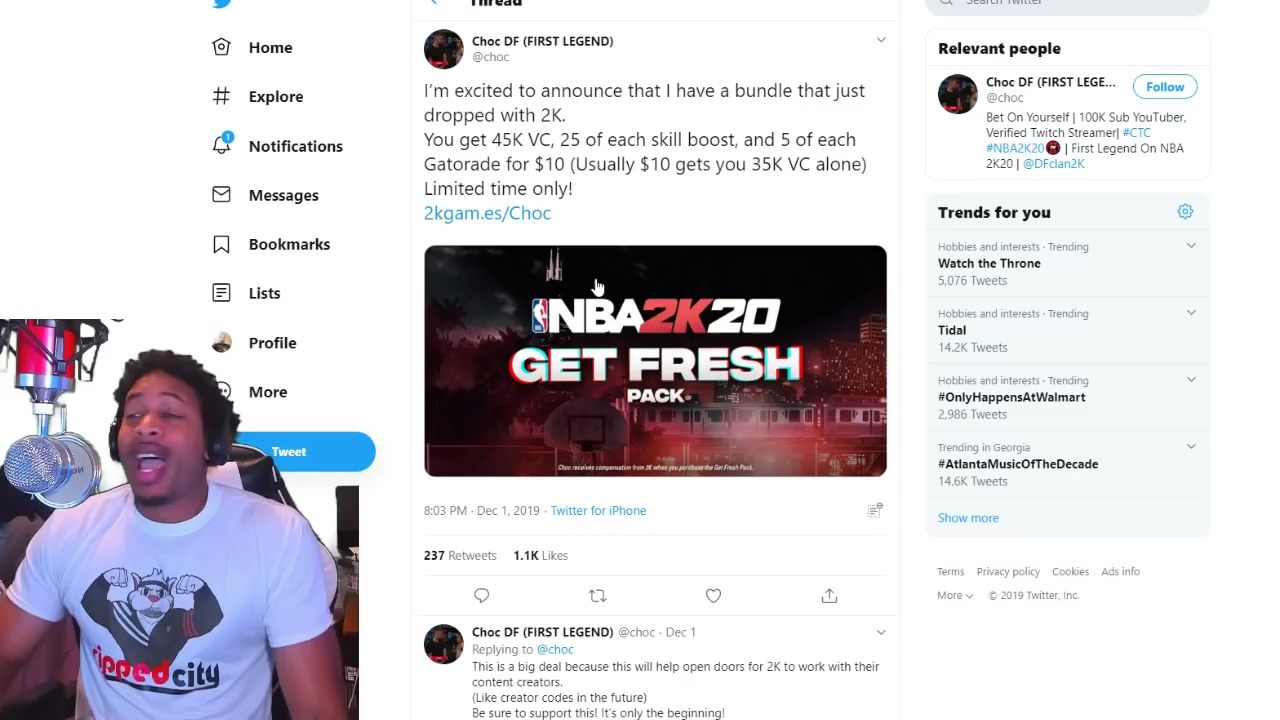 Thread
Search Twitter
Home
Explore
1
Notifications
Messages
Bookmarks
Lists
Profile
More
Tweet
Choc DF (FIRST LEGEND)
@choc
I'm excited to announce that I have a bundle that just
dropped with 2K.
You get 45K VC, 25 of each skill boost, and 5 of each
Gatorade for $10 (Usually $10 gets you 35K VC alone)
Limited time only!
2kgam.es/Choc
NBA2K20
GET FRESH
PACK
Choc receives compensation from 2K when you purchase the Get Fresh Pack.
8:03 PM · Dec 1, 2019 · Twitter for iPhone
237 Retweets 1.1K Likes
Choc DF (FIRST LEGEND) @choc · Dec 1
Replying to @choc
This is a big deal because this will help open doors for 2K to work with their
content creators.
(Like creator codes in the future)
Be sure to support this! It's only the beginning!
Relevant people
Choc DF (FIRST LEGE...
@choc
Follow
Bet On Yourself | 100K Sub YouTuber,
Verified Twitch Streamer| #CTC
#NBA2K20 | First Legend On NBA
2K20 | @DFclan2K
Trends for you
Hobbies and interests · Trending
Watch the Throne
5,076 Tweets
Hobbies and interests · Trending
Tidal
14.2K Tweets
Hobbies and interests · Trending
#OnlyHappensAtWalmart
2,986 Tweets
Trending in Georgia
#AtlantaMusicOfTheDecade
14.6K Tweets
Show more
Terms Privacy policy Cookies Ads info
More © 2019 Twitter, Inc.
rippedcity